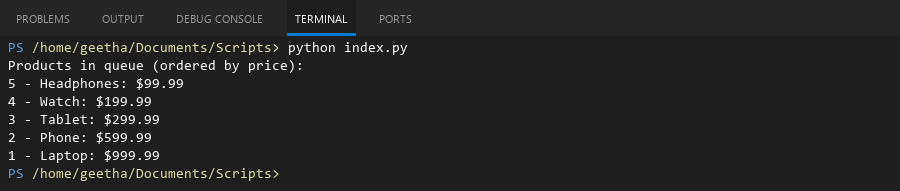 PROBLEMS OUTPUT DEBUG CONSOLE TERMINAL PORTS
PS /home/geetha/Documents/Scripts> python index.py
Products in queue (ordered by price):
5 - Headphones: $99.99
4 - Watch: $199.99
3 - Tablet: $299.99
2 - Phone: $599.99
1 - Laptop: $999.99
PS /home/geetha/Documents/Scripts>